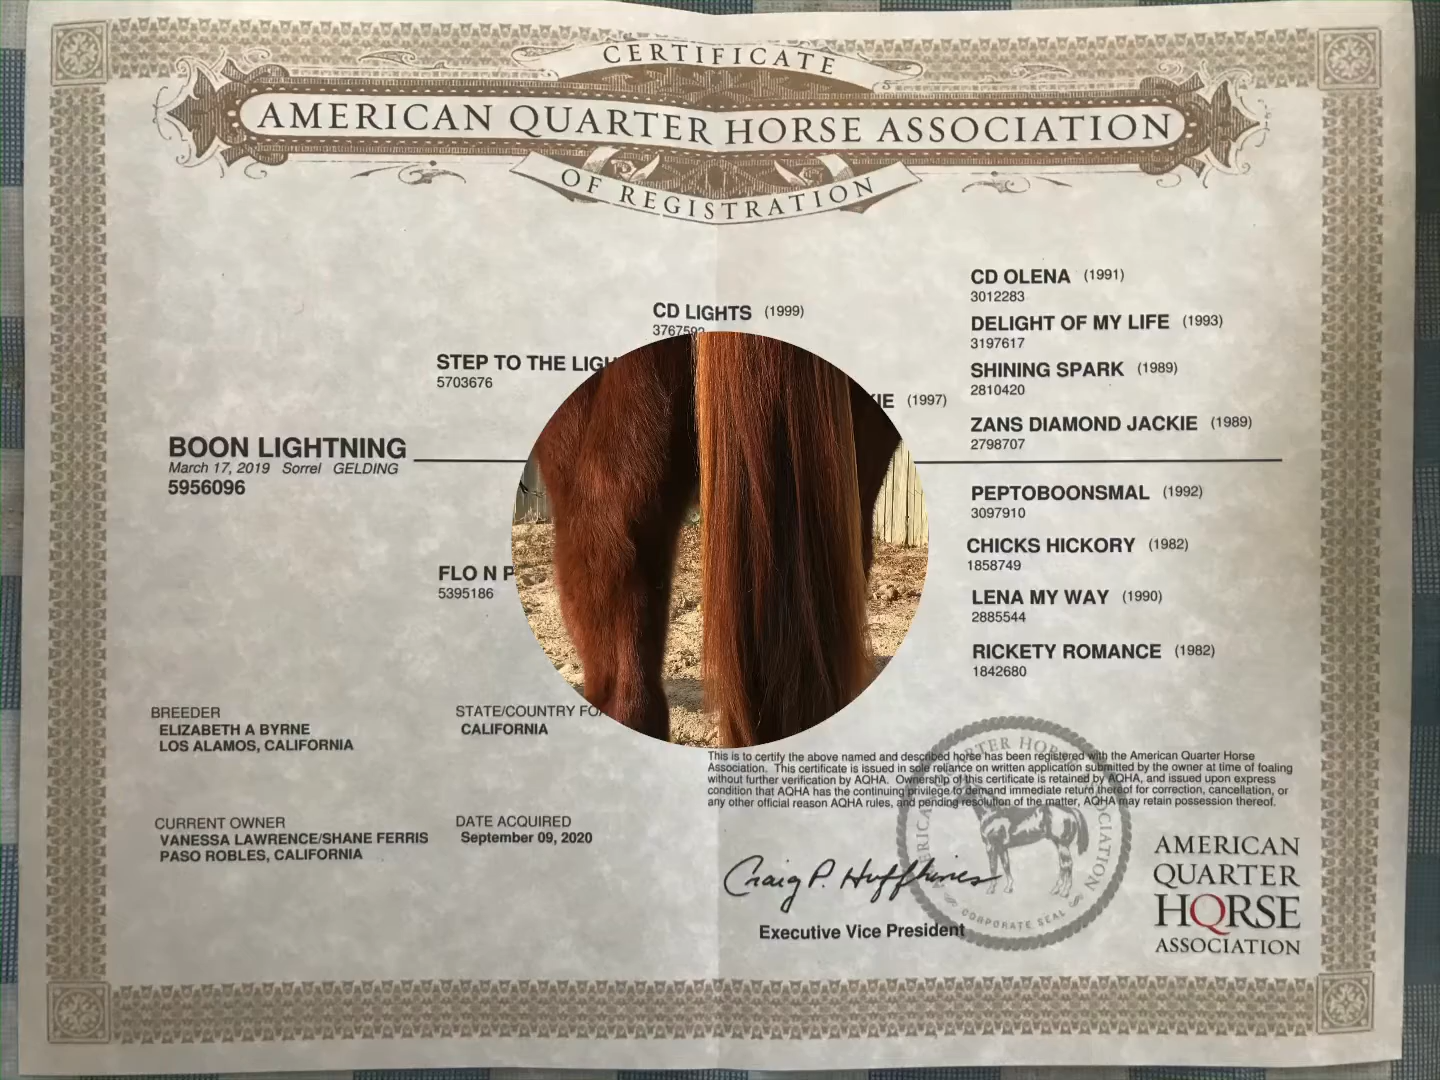 CERTIFICATE
AMERICAN QUARTER HORSE ASSOCIATION
OF REGISTRATION
CD OLENA (1991)
3012283
CD LIGHTS (1999)
DELIGHT OF MY LIFE (1993)
3197617
STEP TO THE
5703676
SHINING SPARK (1989)
2810420
(1997)
ZANS DIAMOND JACKIE (1989)
2798707
BOON LIGHTNING
March 17, 2019 Sorrel GELDING
5956096
PEPTOBOONSMAL (1992)
3097910
CHICKS HICKORY (1982)
1858749
FLO N
5395186
LENA MY WAY (1990)
2885544
RICKETY ROMANCE (1982)
1842680
BREEDER
ELIZABETH A BYRNE
LOS ALAMOS, CALIFORNIA
STATE/COUNTRY
CALIFORNIA
This is to certify the above named and described horse has been registered with the American Quarter Horse
Association. This certificate is issued in sole reliance on written application submitted by the owner at time of foaling
without further verification by AQHA. Ownership of this certificate is retained by AQHA, and issued upon express
condition that AQHA has the continuing privilege to demand immediate return thereof for correction, cancellation, or
any other official reason AQHA rules, and pending resolution of the matter, AQHA may retain possession thereof.
CURRENT OWNER
VANESSA LAWRENCE/SHANE FERRIS
PASO ROBLES, CALIFORNIA
DATE ACQUIRED
September 09, 2020
Craig P. Huffhines
Executive Vice President
CORPORATE SEAL
AMERICAN
QUARTER
HORSE
ASSOCIATION